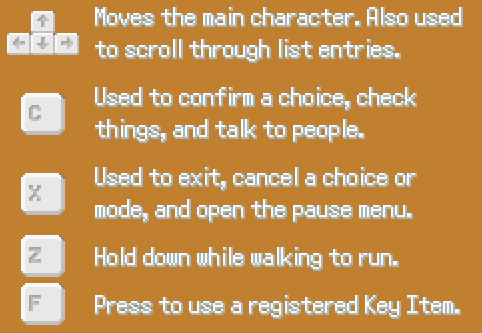 Moves the main character. Also used
to scroll through list entries.
C
Used to confirm a choice, check
things, and talk to people.
X
Used to exit, cancel a choice or
mode, and open the pause menu.
Z
Hold down while walking to run.
F
Press to use a registered Key Item.